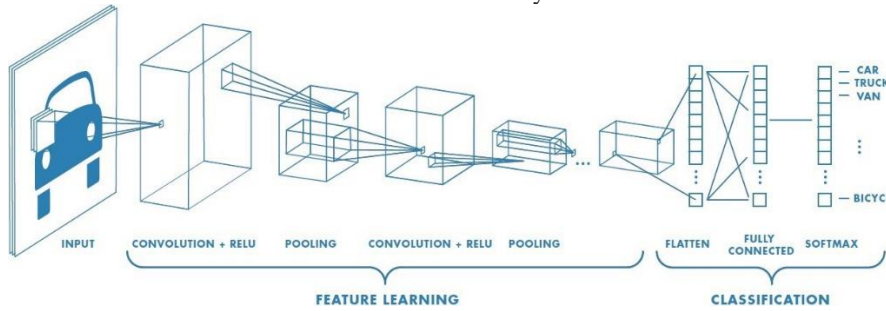 CAR
TRUCK
VAN
BICYC
INPUT
CONVOLUTION + RELU
POOLING
CONVOLUTION + RELU
POOLING
FLATTEN
FULLY
CONNECTED
SOFTMAX
FEATURE LEARNING
CLASSIFICATION